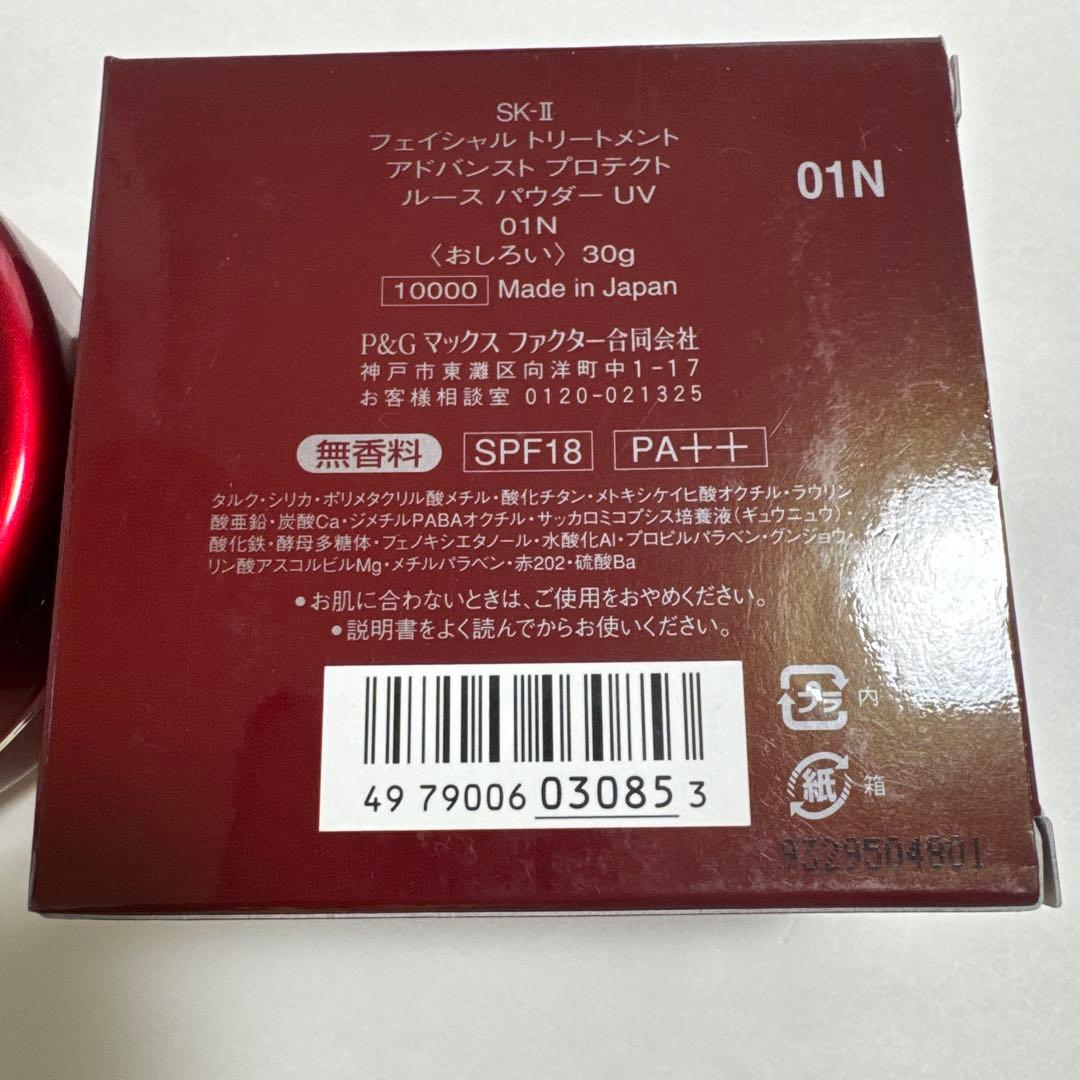 SK-II
フェイシャル トリートメント
アドバンスト プロテクト
ルース パウダー UV
01N
〈おしろい〉30g
10000 Made in Japan
01N
P&G マックス ファクター合同会社
神戸市東灘区向洋町中1-17
お客様相談室 0120-021325
無香料 SPF18 PA++
タルク・シリカ・ポリメタクリル酸メチル・酸化チタン・メトキシケイヒ酸オクチル・ラウリン
酸亜鉛・炭酸Ca・ジメチルPABAオクチル・サッカロミコプシス培養液(ギュウニュウ)・
酸化鉄・酵母多糖体・フェノキシエタノール・水酸化Al・プロピルパラベン・グンジョウ・
リン酸アスコルビルMg・メチルパラベン・赤202・硫酸Ba
●お肌に合わないときは、ご使用をおやめください。
●説明書をよく読んでからお使いください。
49 79006 03085 3
プラ 内
紙 箱
9329504801